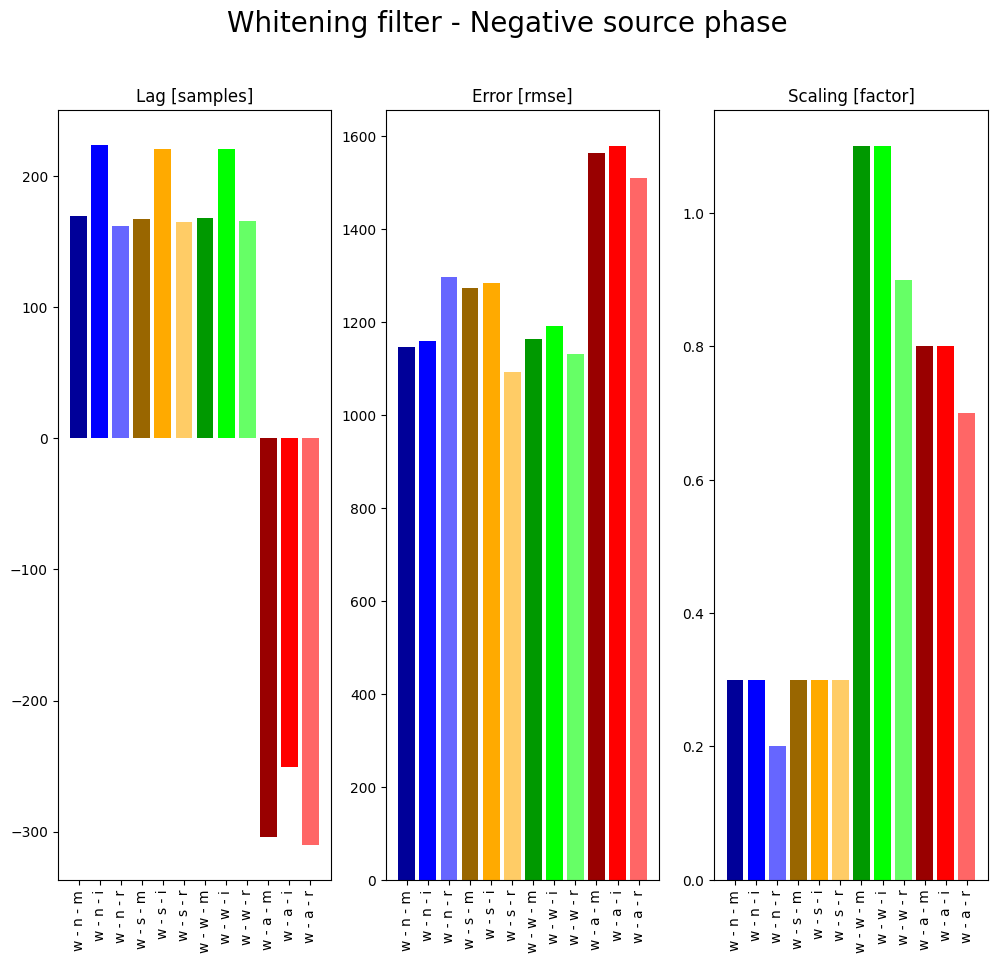 Whitening filter - Negative source phase
Lag [samples]
200
100
0
−100
−200
−300
w - n - m
w - n - i
w - n - r
w - s - m
w - s - i
w - s - r
w - w - m
w - w - i
w - w - r
w - a - m
w - a - i
w - a - r
Error [rmse]
1600
1400
1200
1000
800
600
400
200
0
w - n - m
w - n - i
w - n - r
w - s - m
w - s - i
w - s - r
w - w - m
w - w - i
w - w - r
w - a - m
w - a - i
w - a - r
Scaling [factor]
1.0
0.8
0.6
0.4
0.2
0.0
w - n - m
w - n - i
w - n - r
w - s - m
w - s - i
w - s - r
w - w - m
w - w - i
w - w - r
w - a - m
w - a - i
w - a - r